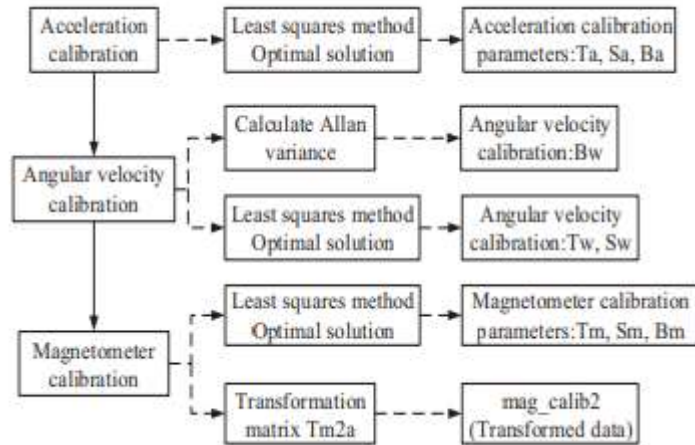 Acceleration
calibration
Least squares method
Optimal solution
Acceleration calibration
parameters:Ta, Sa, Ba
Calculate Allan
variance
Angular velocity
calibration:Bw
Angular velocity
calibration
Least squares method
Optimal solution
Angular velocity
calibration:Tw, Sw
Least squares method
Optimal solution
Magnetometer calibration
parameters:Tm, Sm, Bm
Magnetometer
calibration
Transformation
matrix Tm2a
mag_calib2
(Transformed data)